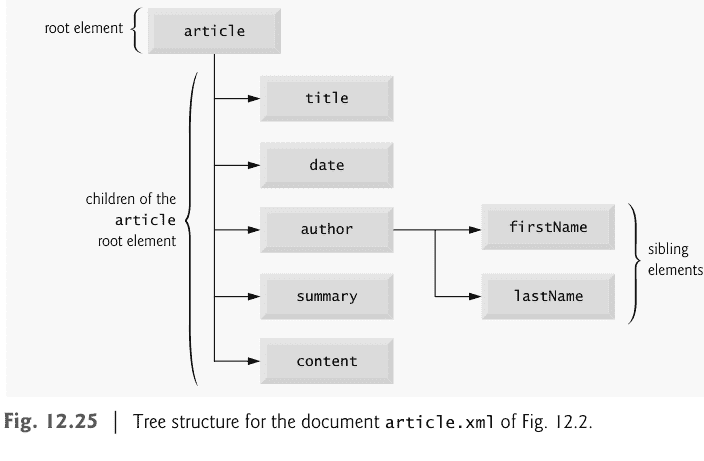 root element
article
title
date
children of the
article
root element
author
firstName
lastName
sibling
elements
summary
content
Fig. 12.25 | Tree structure for the document article.xml of Fig. 12.2.